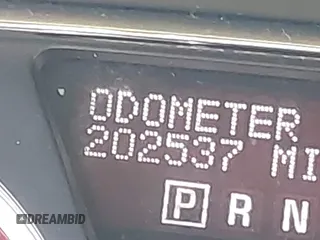 ODOMETER
202537 MI
P R N
DREAMBID